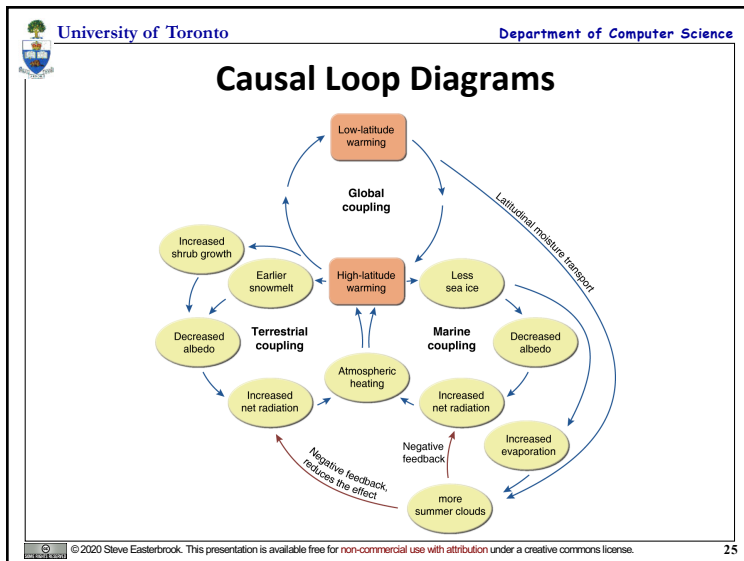 University of Toronto
Department of Computer Science
Causal Loop Diagrams
Low-latitude
warming
Global
coupling
Latitudinal moisture transport
Increased
shrub growth
Earlier
snowmelt
High-latitude
warming
Less
sea ice
Decreased
albedo
Terrestrial
coupling
Marine
coupling
Decreased
albedo
Atmospheric
heating
Increased
net radiation
Increased
net radiation
Increased
evaporation
Negative
feedback
Negative feedback,
reduces the effect
more
summer clouds
© 2020 Steve Easterbrook. This presentation is available free for non-commercial use with attribution under a creative commons license.
25